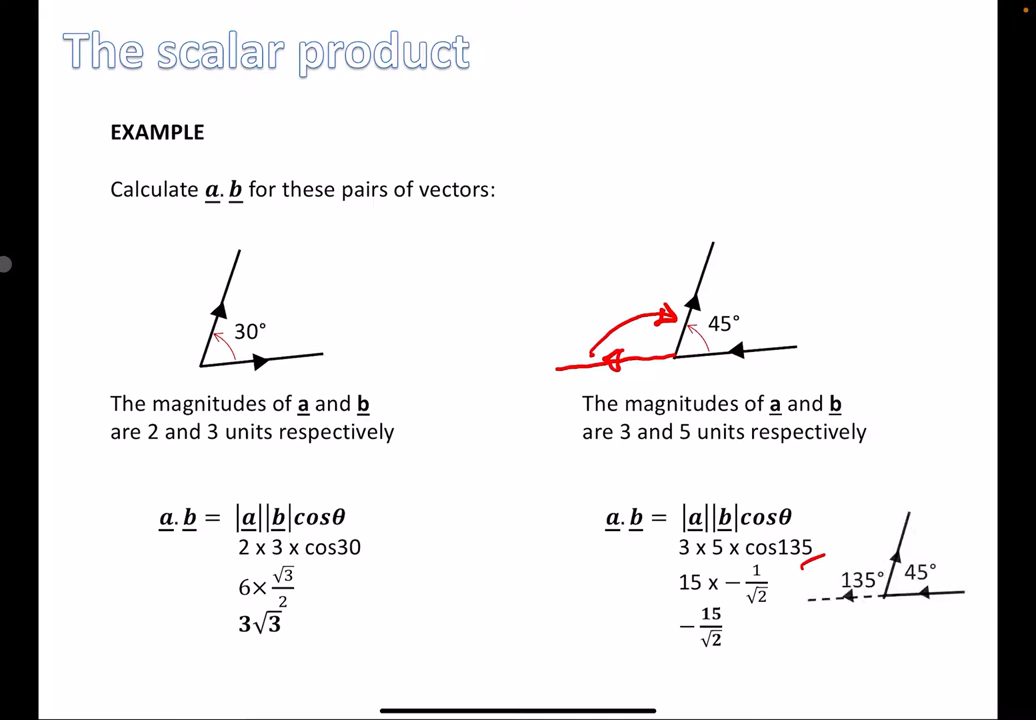 The scalar product
EXAMPLE
Calculate a.b for these pairs of vectors:
30°
45°
The magnitudes of a and b
are 2 and 3 units respectively
The magnitudes of a and b
are 3 and 5 units respectively
a.b = |a||b|cosθ
2 x 3 x cos30
6× √3/2
3√3
a.b = |a||b|cosθ
3 x 5 x cos135
15 x − 1/√2
− 15/√2
135° 45°